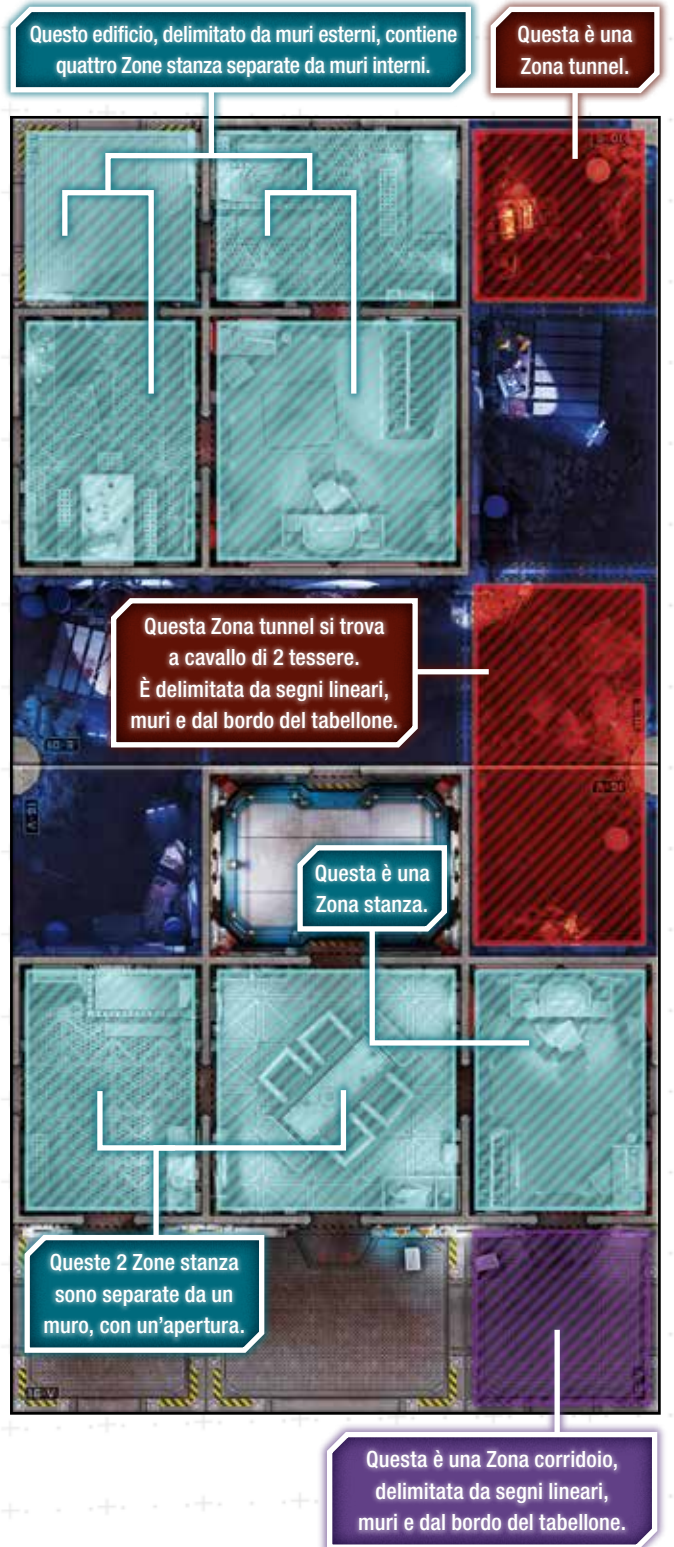 Questo edificio, delimitato da muri esterni, contiene
quattro Zone stanza separate da muri interni.
Questa è una
Zona tunnel.
Questa Zona tunnel si trova
a cavallo di 2 tessere.
È delimitata da segni lineari,
muri e dal bordo del tabellone.
Questa è una
Zona stanza.
Queste 2 Zone stanza
sono separate da un
muro, con un'apertura.
Questa è una Zona corridoio,
delimitata da segni lineari,
muri e dal bordo del tabellone.